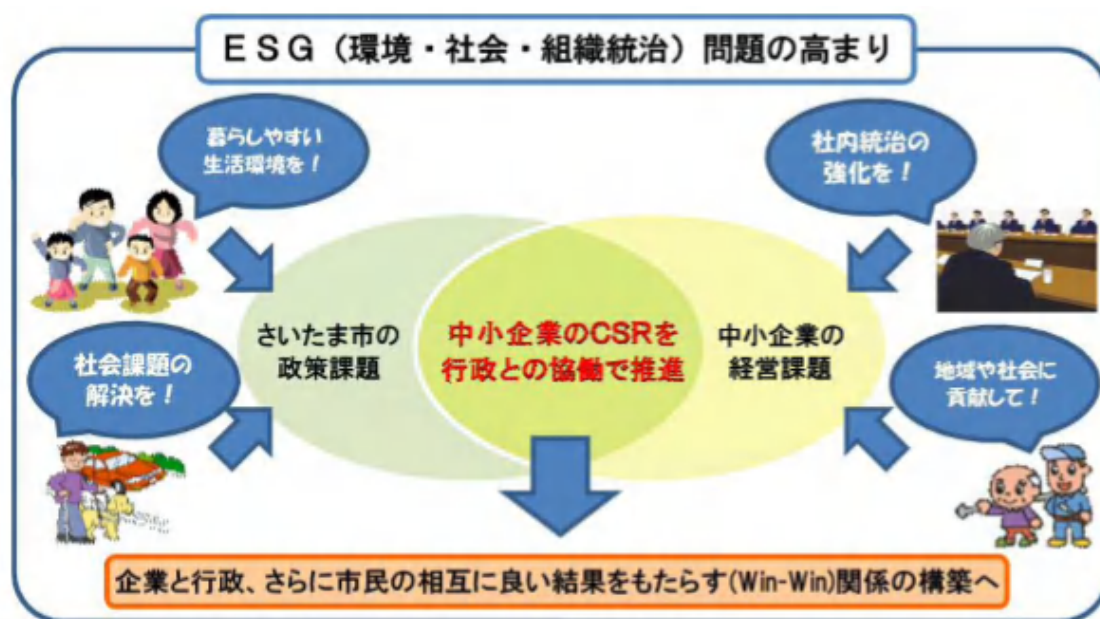 ESG（環境・社会・組織統治）問題の高まり
暮らしやすい
生活環境を！
社内統治の
強化を！
さいたま市の
政策課題
中小企業のCSRを
行政との協働で推進
中小企業の
経営課題
社会課題の
解決を！
地域や社会に
貢献して！
企業と行政、さらに市民の相互に良い結果をもたらす(Win-Win)関係の構築へ